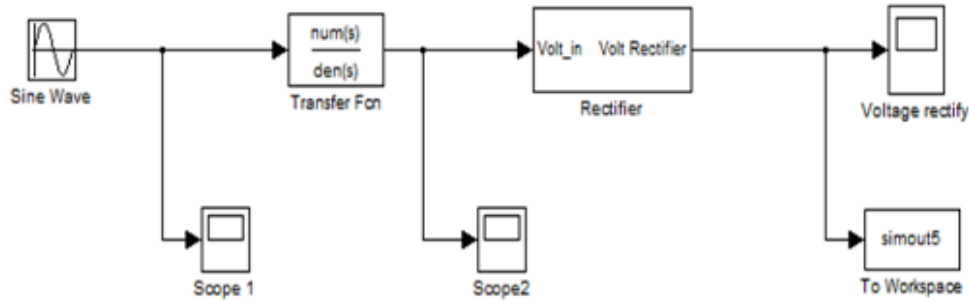 Sine Wave
num(s)
den(s)
Transfer Fcn
Volt_in Volt Rectifier
Rectifier
Voltage rectify
Scope 1
Scope2
simout5
To Workspace